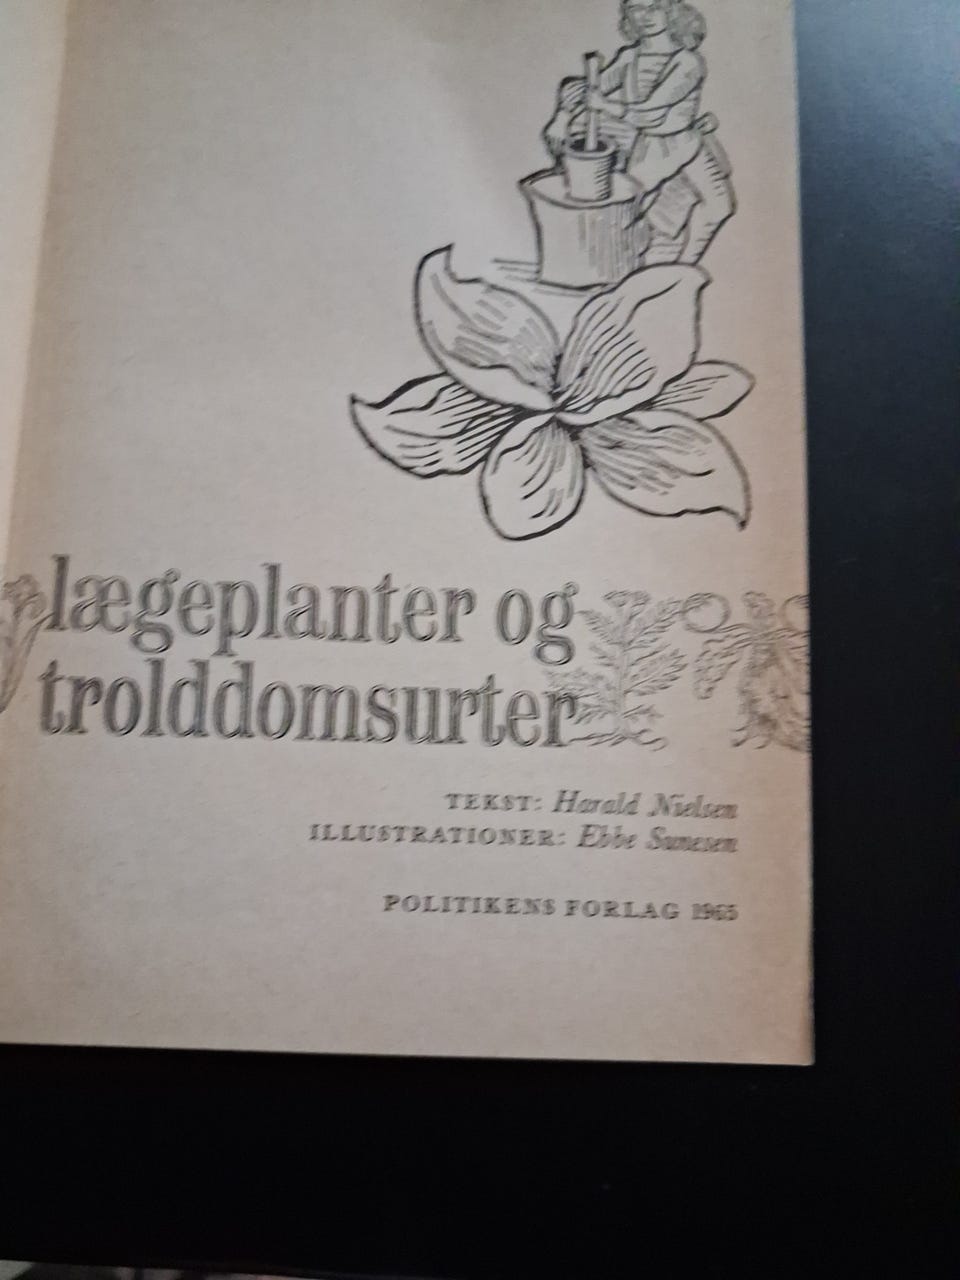 lægeplanter og
trolddomsurter
TEKST: Harald Nielsen
ILLUSTRATIONER: Ebbe Sunesen
POLITIKENS FORLAG 1965